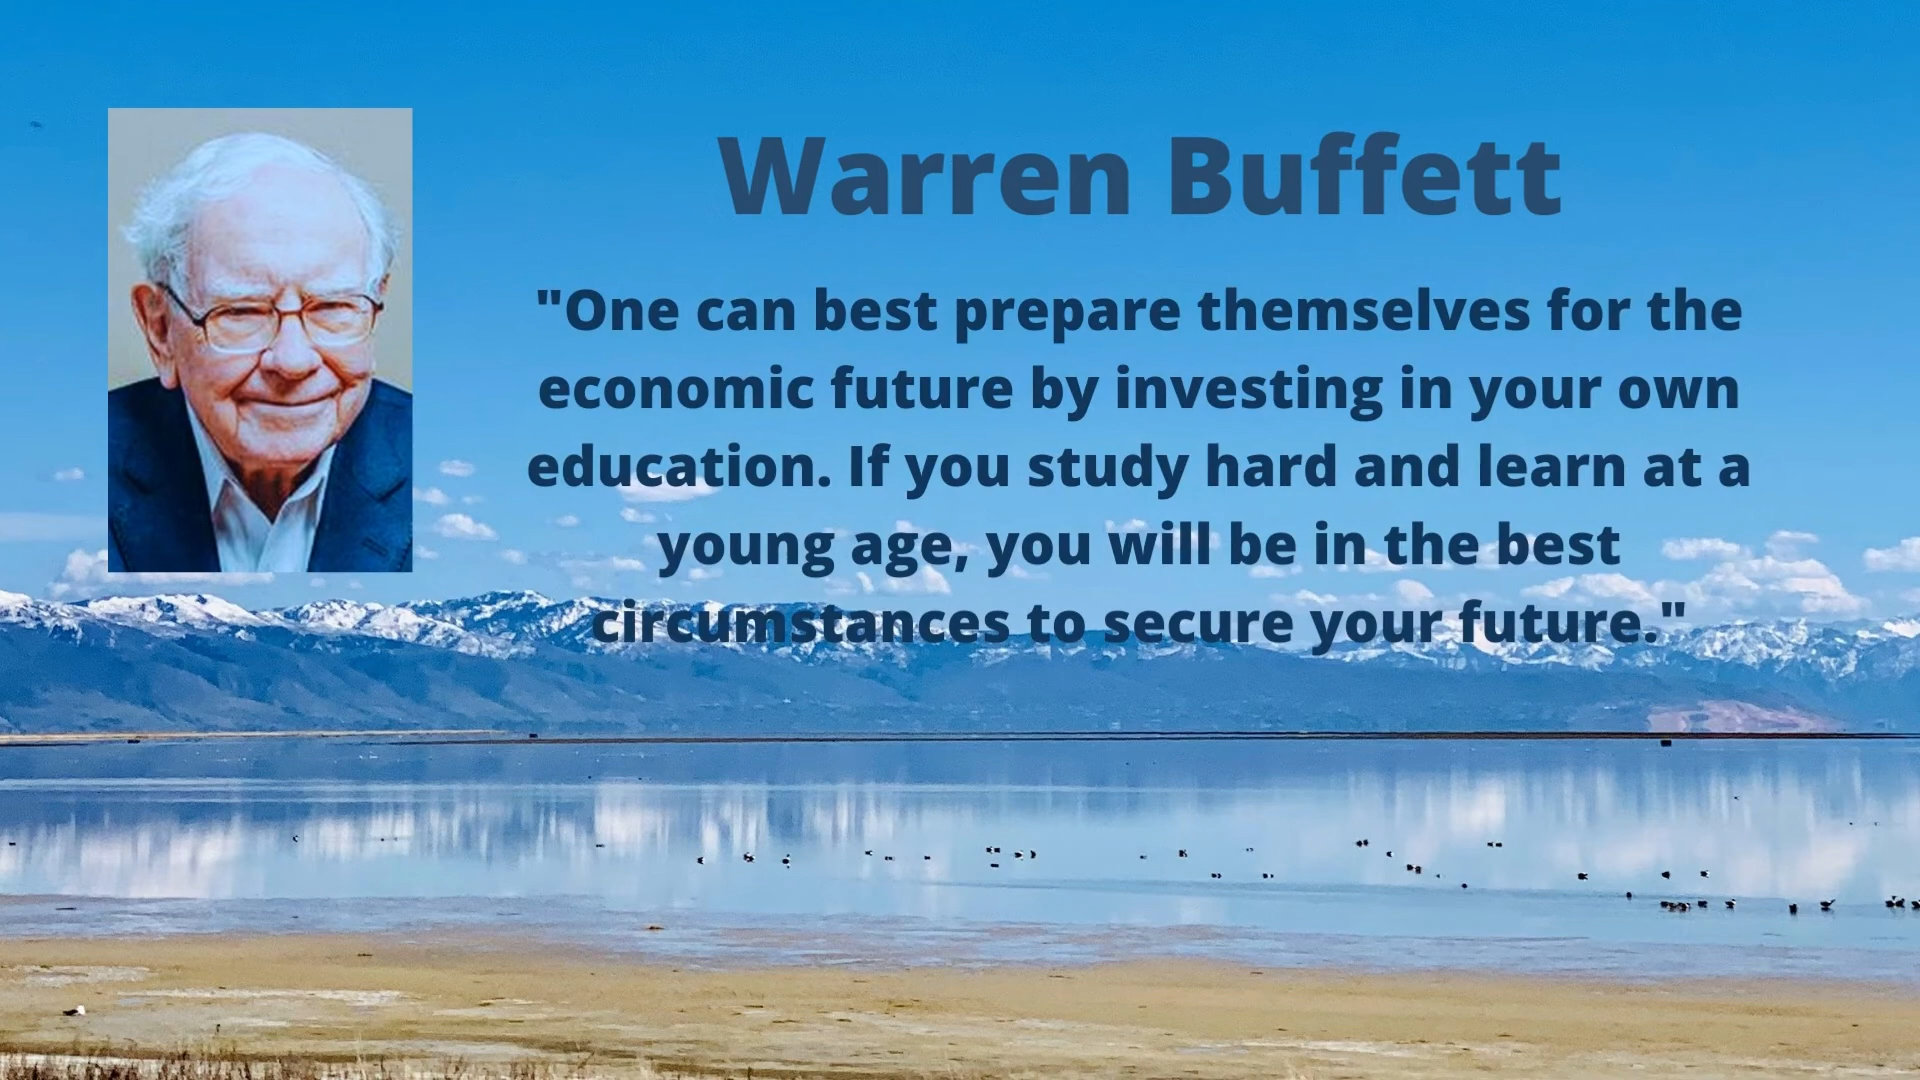 Warren Buffett
"One can best prepare themselves for the
economic future by investing in your own
education. If you study hard and learn at a
young age, you will be in the best
circumstances to secure your future."